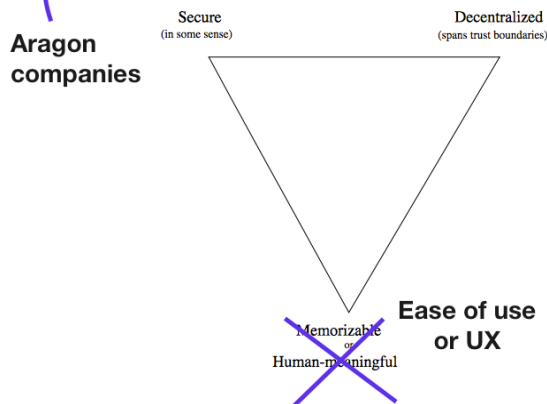 Secure
(in some sense)
Decentralized
(spans trust boundaries)
Aragon
companies
Ease of use
or UX
Memorizable
or
Human-meaningful